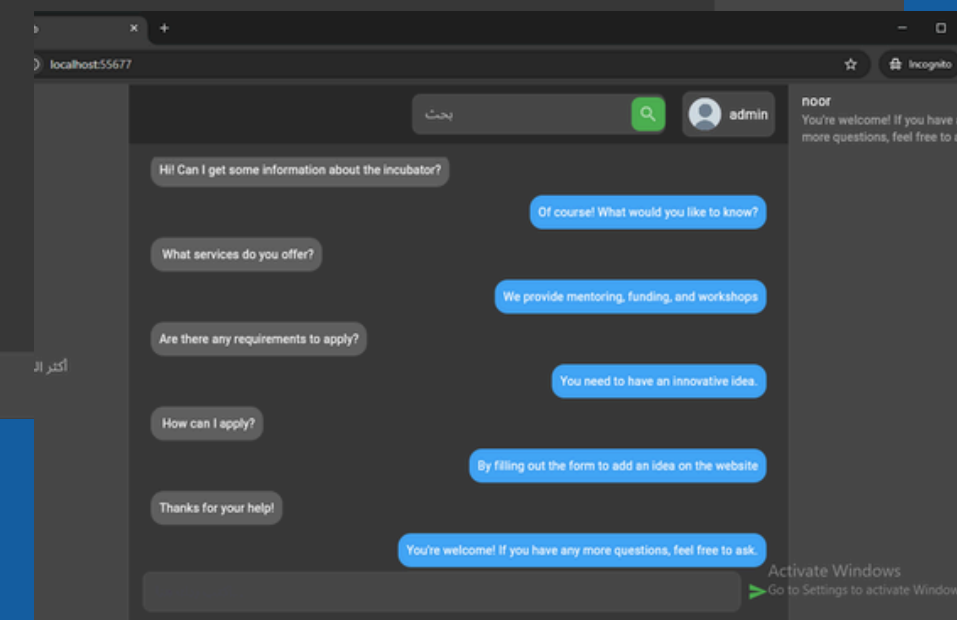 localhost:55677
Incognito
بحث
admin
noor
You're welcome! If you have
more questions, feel free to
Hi! Can I get some information about the incubator?
Of course! What would you like to know?
What services do you offer?
We provide mentoring, funding, and workshops
Are there any requirements to apply?
You need to have an innovative idea.
أكثر
How can I apply?
By filling out the form to add an idea on the website
Thanks for your help!
You're welcome! If you have any more questions, feel free to ask.
Activate Windows
Go to Settings to activate